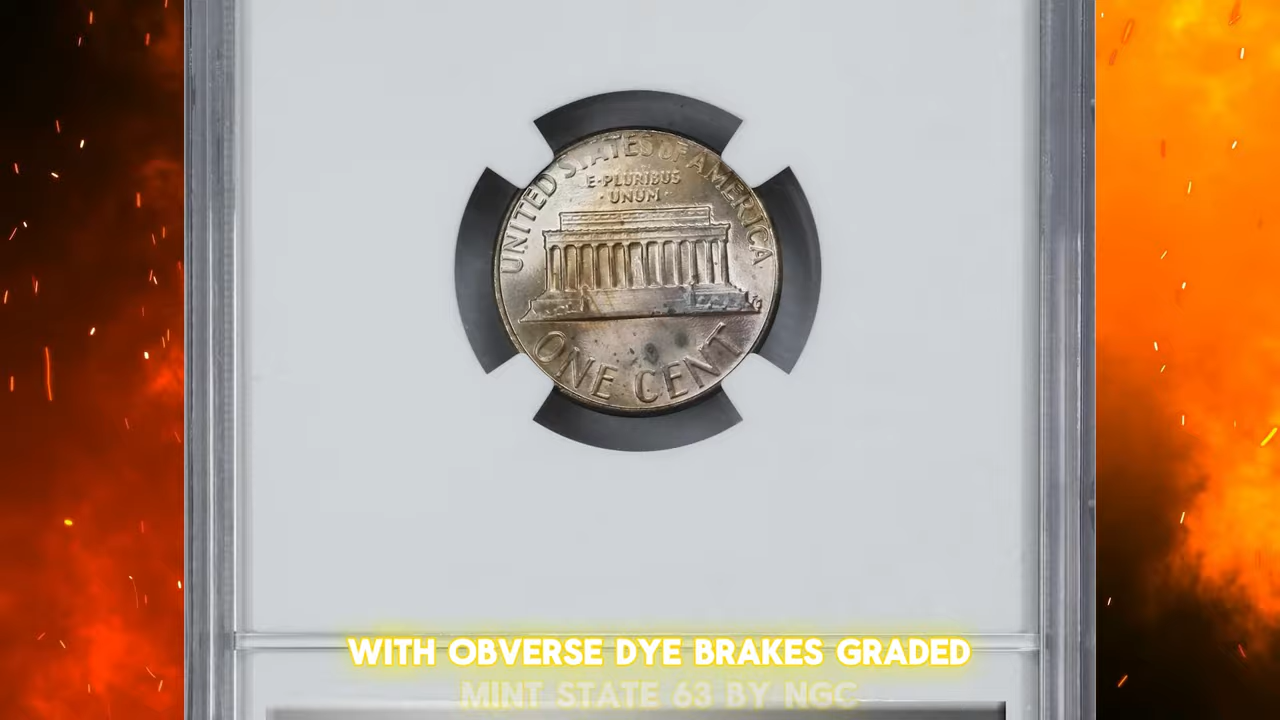 UNITED STATES OF AMERICA
E·PLURIBUS
·UNUM·
ONE CENT
WITH OBVERSE DYE BRAKES GRADED
MINT STATE 63 BY NGC